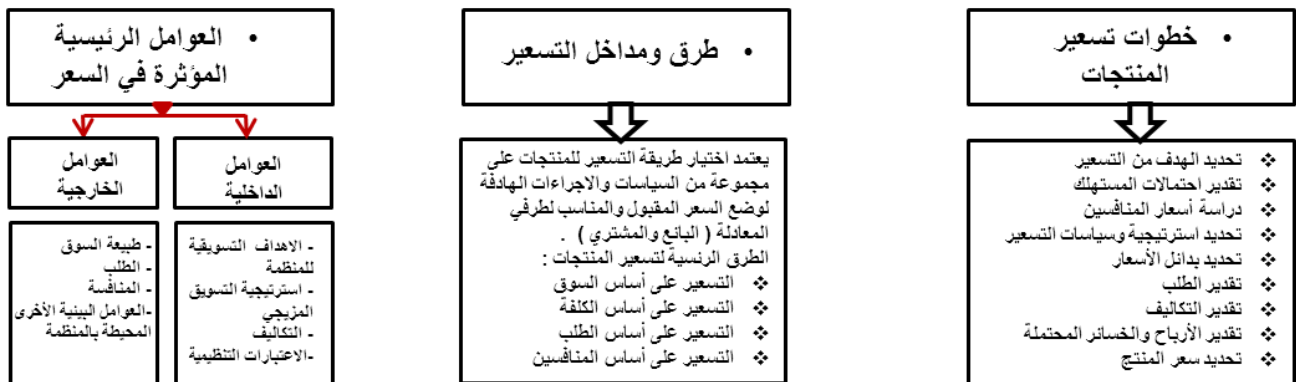 • خطوات تسعير
المنتجات
❖ تحديد الهدف من التسعير
❖ تقدير احتمالات المستهلك
❖ دراسة أسعار المنافسين
❖ تحديد استرتيجية وسياسات التسعير
❖ تحديد بدائل الأسعار
❖ تقدير الطلب
❖ تقدير التكاليف
❖ تقدير الأرباح والخسائر المحتملة
❖ تحديد سعر المنتج
• طرق ومداخل التسعير
يعتمد اختيار طريقة التسعير للمنتجات على
مجموعة من السياسات والاجراءات الهادفة
لوضع السعر المقبول والمناسب لطرفي
المعادلة ( البائع والمشتري ) .
الطرق الرئسية لتسعير المنتجات :
❖ التسعير على أساس السوق
❖ التسعير على أساس الكلفة
❖ التسعير على أساس الطلب
❖ التسعير على أساس المنافسين
• العوامل الرئيسية
المؤثرة في السعر
العوامل
الداخلية
- الاهداف التسويقية
للمنظمة
- استرتيجية التسويق
المزيجي
- التكاليف
-الاعتبارات التنظيمية
العوامل
الخارجية
- طبيعة السوق
- الطلب
- المنافسة
-العوامل البيئية الأخرى
المحيطة بالمنظمة